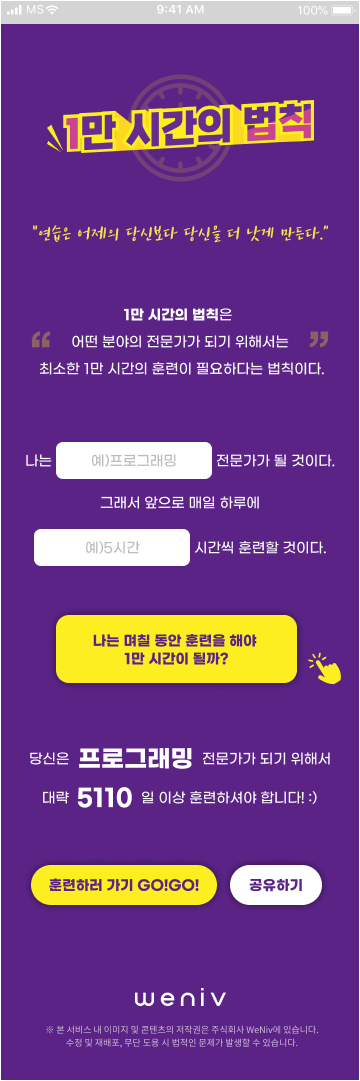 MS 9:41 AM 100%
1만 시간의 법칙
"연습은 어제의 당신보다 당신을 더 낫게 만든다."
1만 시간의 법칙은
“ 어떤 분야의 전문가가 되기 위해서는 ”
최소한 1만 시간의 훈련이 필요하다는 법칙이다.
나는 예)프로그래밍 전문가가 될 것이다.
그래서 앞으로 매일 하루에
예)5시간 시간씩 훈련할 것이다.
나는 며칠 동안 훈련을 해야
1만 시간이 될까?
당신은 프로그래밍 전문가가 되기 위해서
대략 5110 일 이상 훈련하셔야 합니다! :)
훈련하러 가기 GO!GO! 공유하기
weniv
※ 본 서비스 내 이미지 및 콘텐츠의 저작권은 주식회사 WeNiv에 있습니다.
수정 및 재배포, 무단 도용 시 법적인 문제가 발생할 수 있습니다.